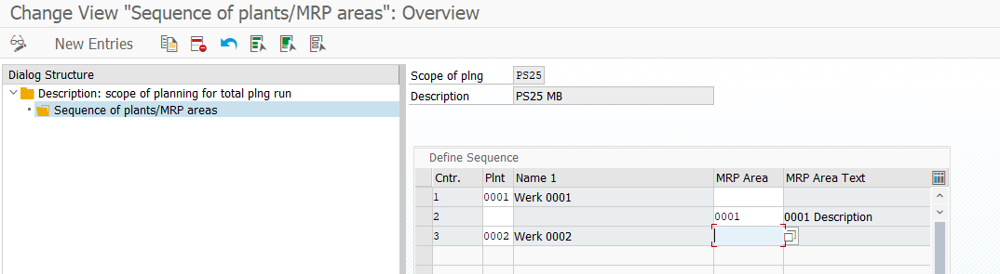 Change View "Sequence of plants/MRP areas": Overview
New Entries
Dialog Structure
Description: scope of planning for total plng run
Sequence of plants/MRP areas
Scope of plng PS25
Description PS25 MB
Define Sequence
Cntr. Plnt Name 1 MRP Area MRP Area Text
1 0001 Werk 0001
2 0001 0001 Description
3 0002 Werk 0002